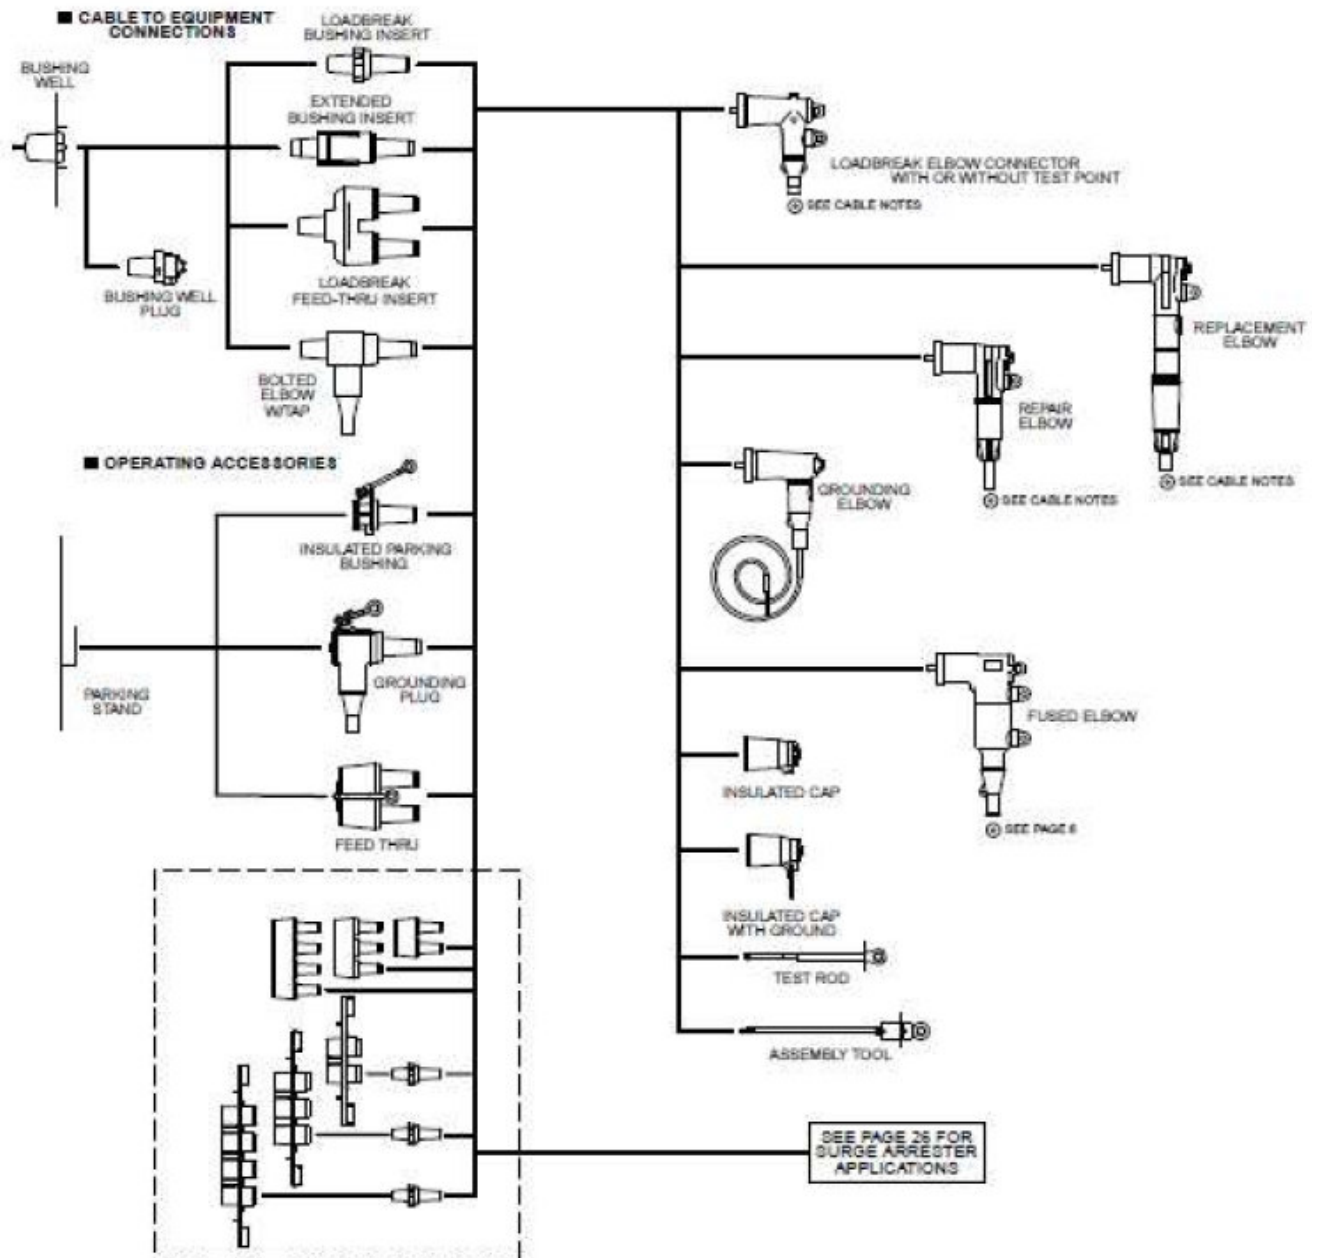 ■ CABLE TO EQUIPMENT
CONNECTIONS
LOADBREAK
BUSHING INSERT
BUSHING
WELL
EXTENDED
BUSHING INSERT
LOADBREAK ELBOW CONNECTOR
WITH OR WITHOUT TEST POINT
SEE CABLE NOTES
LOADBREAK
FEED-THRU INSERT
BUSHING WELL
PLUG
REPLACEMENT
ELBOW
SEE CABLE NOTES
BOLTED
ELBOW
W/TAP
REPAIR
ELBOW
SEE CABLE NOTES
■ OPERATING ACCESSORIES
GROUNDING
ELBOW
INSULATED PARKING
BUSHING
GROUNDING
PLUG
PARKING
STAND
FUSED ELBOW
SEE PAGE 6
INSULATED CAP
FEED THRU
INSULATED CAP
WITH GROUND
TEST ROD
ASSEMBLY TOOL
SEE PAGE 26 FOR
SURGE ARRESTER
APPLICATIONS